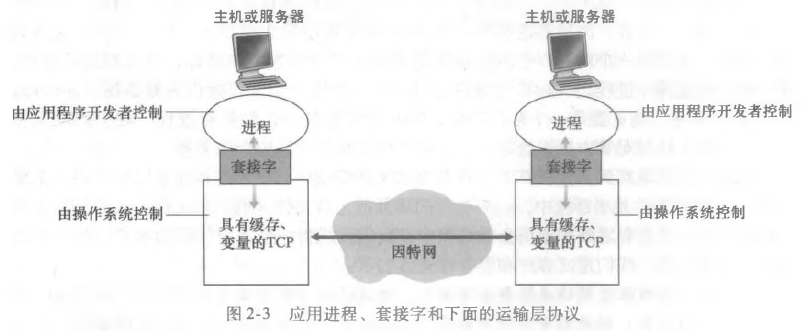 主机或服务器
主机或服务器
由应用程序开发者控制
进程
进程
由应用程序开发者控制
套接字
套接字
由操作系统控制
具有缓存、
变量的TCP
因特网
具有缓存、
变量的TCP
由操作系统控制
图2-3 应用进程、套接字和下面的运输层协议